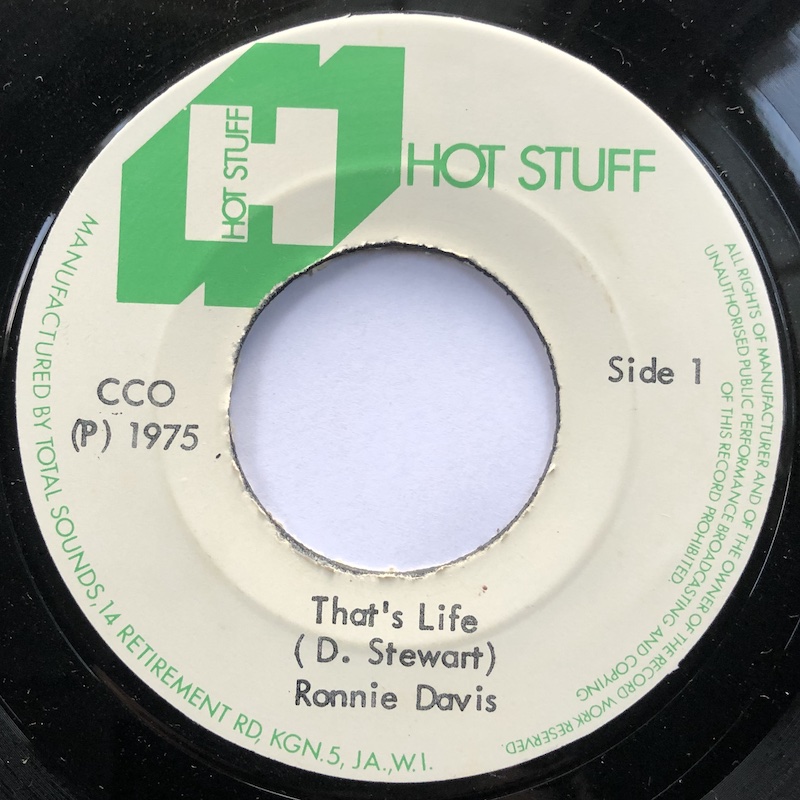 HOT STUFF
HOT STUFF
CCO
(P) 1975
Side 1
That's Life
( D. Stewart)
Ronnie Davis
MANUFACTURED BY TOTAL SOUNDS, 14 RETIREMENT RD, KGN.5, JA.,W.I.
ALL RIGHTS OF MANUFACTURER AND OF THE OWNER OF THE RECORD WORK RESERVED.
UNAUTHORISED PUBLIC PERFORMANCE BROADCASTING AND COPYING
OF THIS RECORD PROHIBITED.